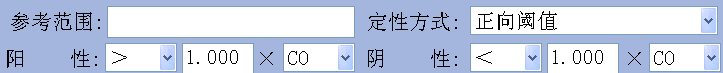 参考范围: 定性方式: 正向阈值
阳 性: > 1.000 × CO 阴 性: < 1.000 × CO